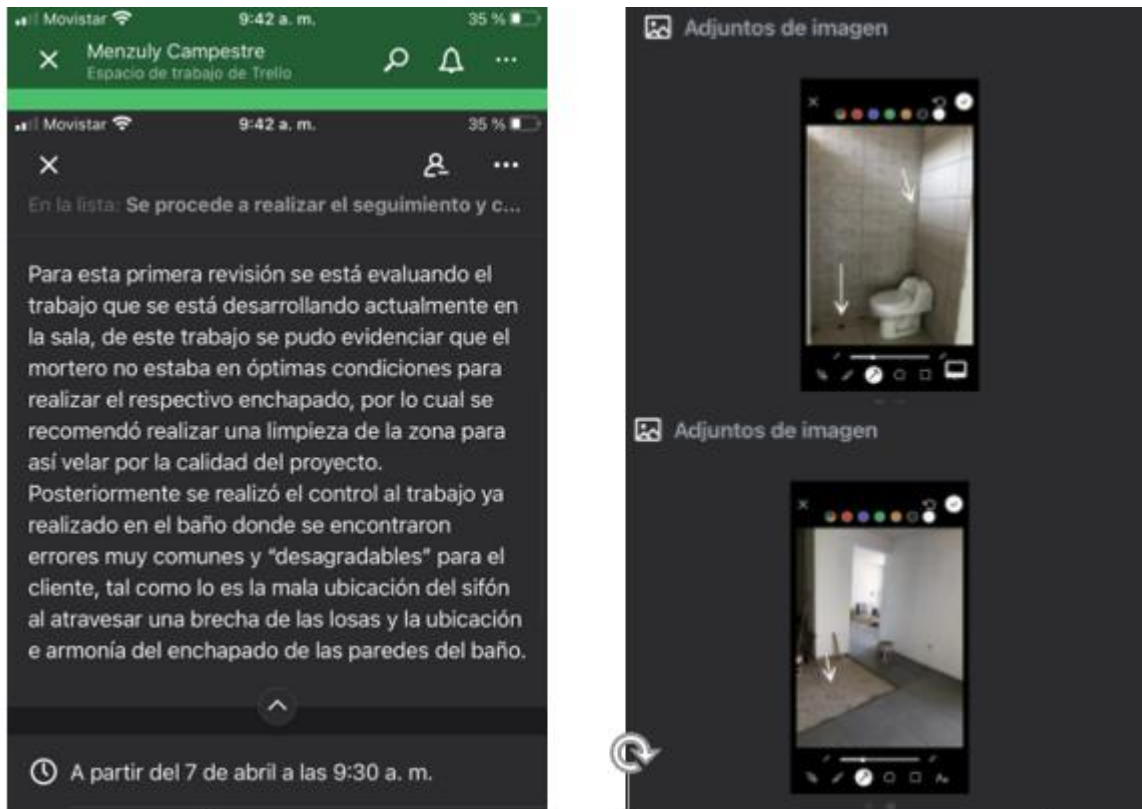 Movistar 9:42 a. m. 35 %
Menzuly Campestre
Espacio de trabajo de Trello
Movistar 9:42 a. m. 35 %
En la lista: Se procede a realizar el seguimiento y c...
Para esta primera revisión se está evaluando el
trabajo que se está desarrollando actualmente en
la sala, de este trabajo se pudo evidenciar que el
mortero no estaba en óptimas condiciones para
realizar el respectivo enchapado, por lo cual se
recomendó realizar una limpieza de la zona para
así velar por la calidad del proyecto.
Posteriormente se realizó el control al trabajo ya
realizado en el baño donde se encontraron
errores muy comunes y “desagradables” para el
cliente, tal como lo es la mala ubicación del sifón
al atravesar una brecha de las losas y la ubicación
e armonía del enchapado de las paredes del baño.
A partir del 7 de abril a las 9:30 a. m.
Adjuntos de imagen
Adjuntos de imagen